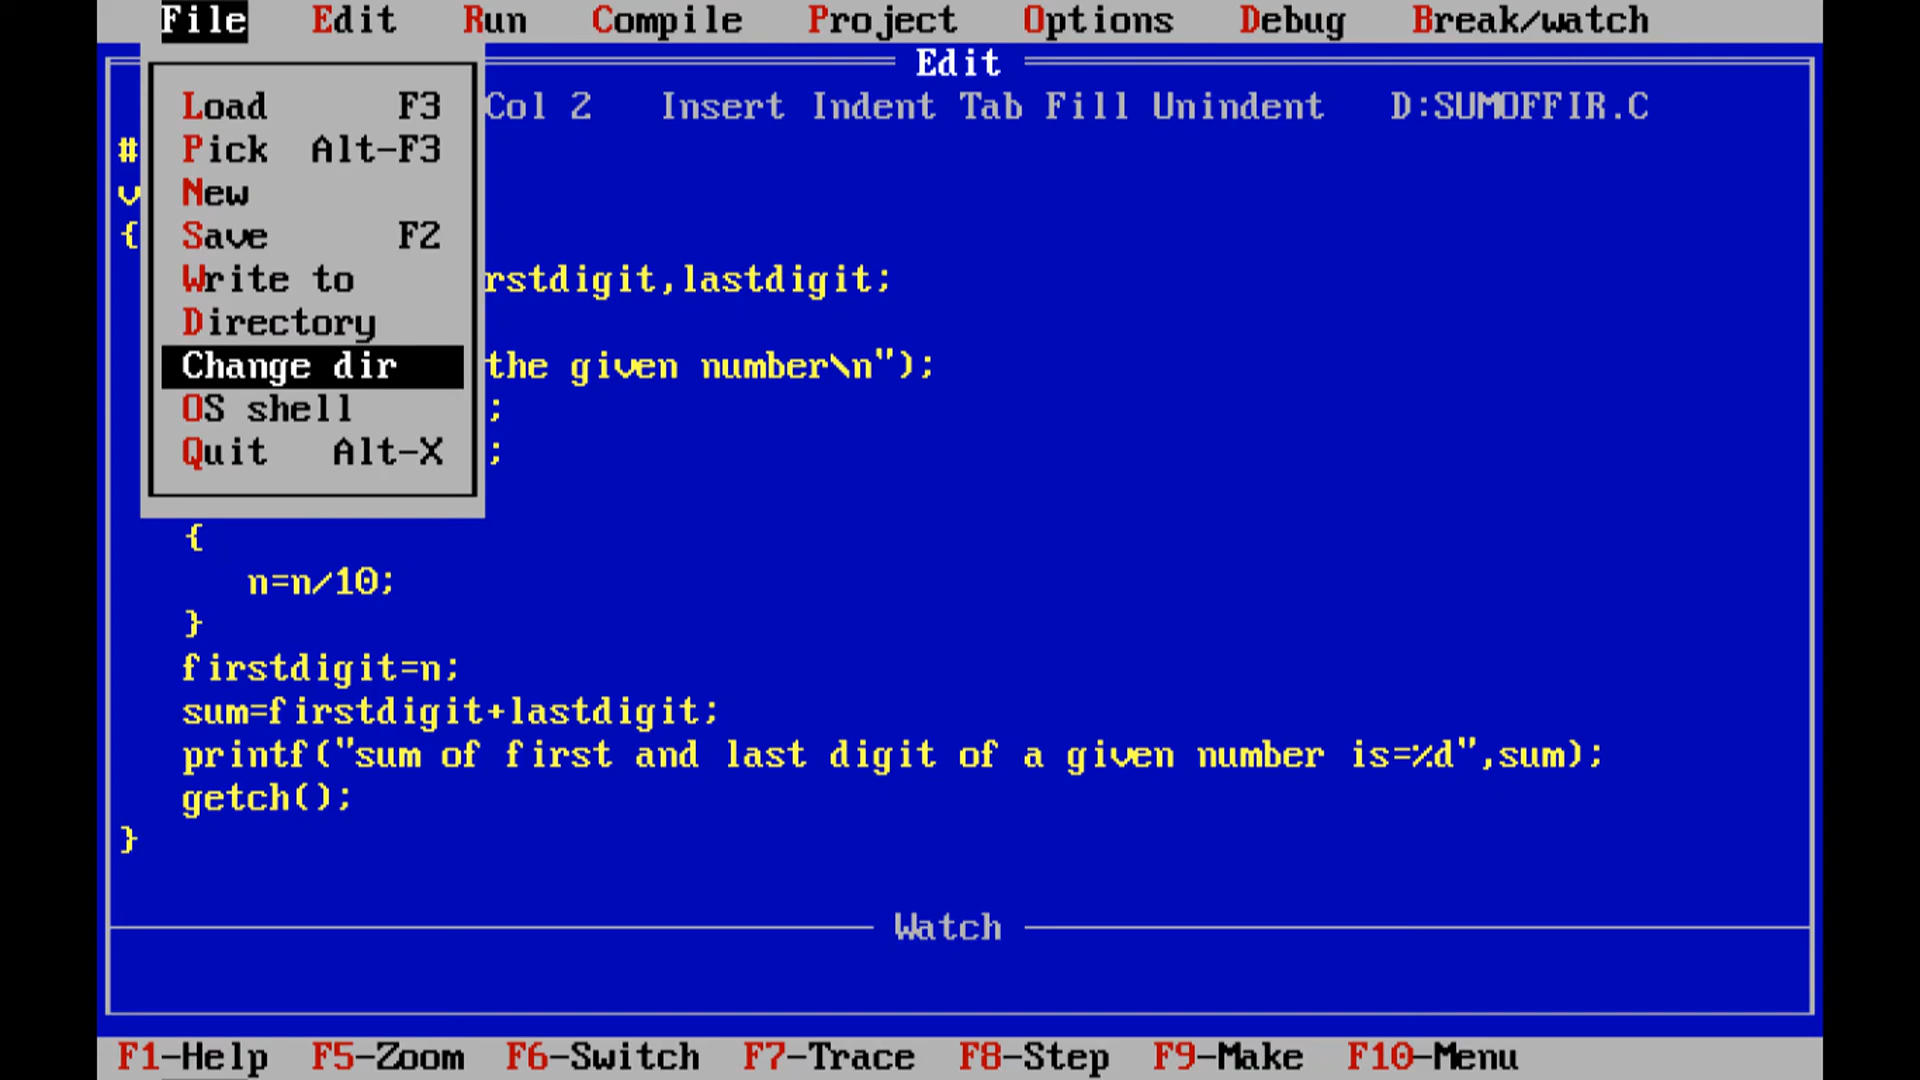 File Edit Run Compile Project Options Debug Break/watch
Edit
Load F3 Col 2 Insert Indent Tab Fill Unindent D:SUMOFFIR.C
# Pick Alt-F3
v New
{ Save F2
Write to rstdigit,lastdigit;
Directory
Change dir the given number\n");
OS shell ;
Quit Alt-X ;
{
n=n/10;
}
firstdigit=n;
sum=firstdigit+lastdigit;
printf("sum of first and last digit of a given number is=%d",sum);
getch();
}
Watch
F1-Help F5-Zoom F6-Switch F7-Trace F8-Step F9-Make F10-Menu